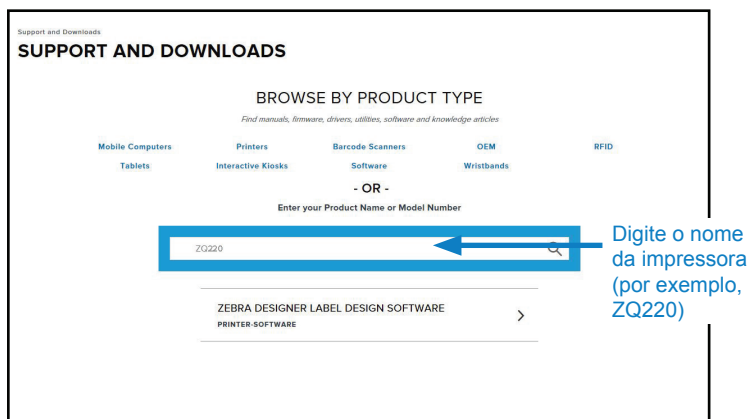 Support and Downloads
SUPPORT AND DOWNLOADS
BROWSE BY PRODUCT TYPE
Find manuals, firmware, drivers, utilities, software and knowledge articles
Mobile Computers Printers Barcode Scanners OEM RFID
Tablets Interactive Kiosks Software Wristbands
- OR -
Enter your Product Name or Model Number
ZQ220
Digite o nome
da impressora
(por exemplo,
ZQ220)
ZEBRA DESIGNER LABEL DESIGN SOFTWARE
PRINTER-SOFTWARE